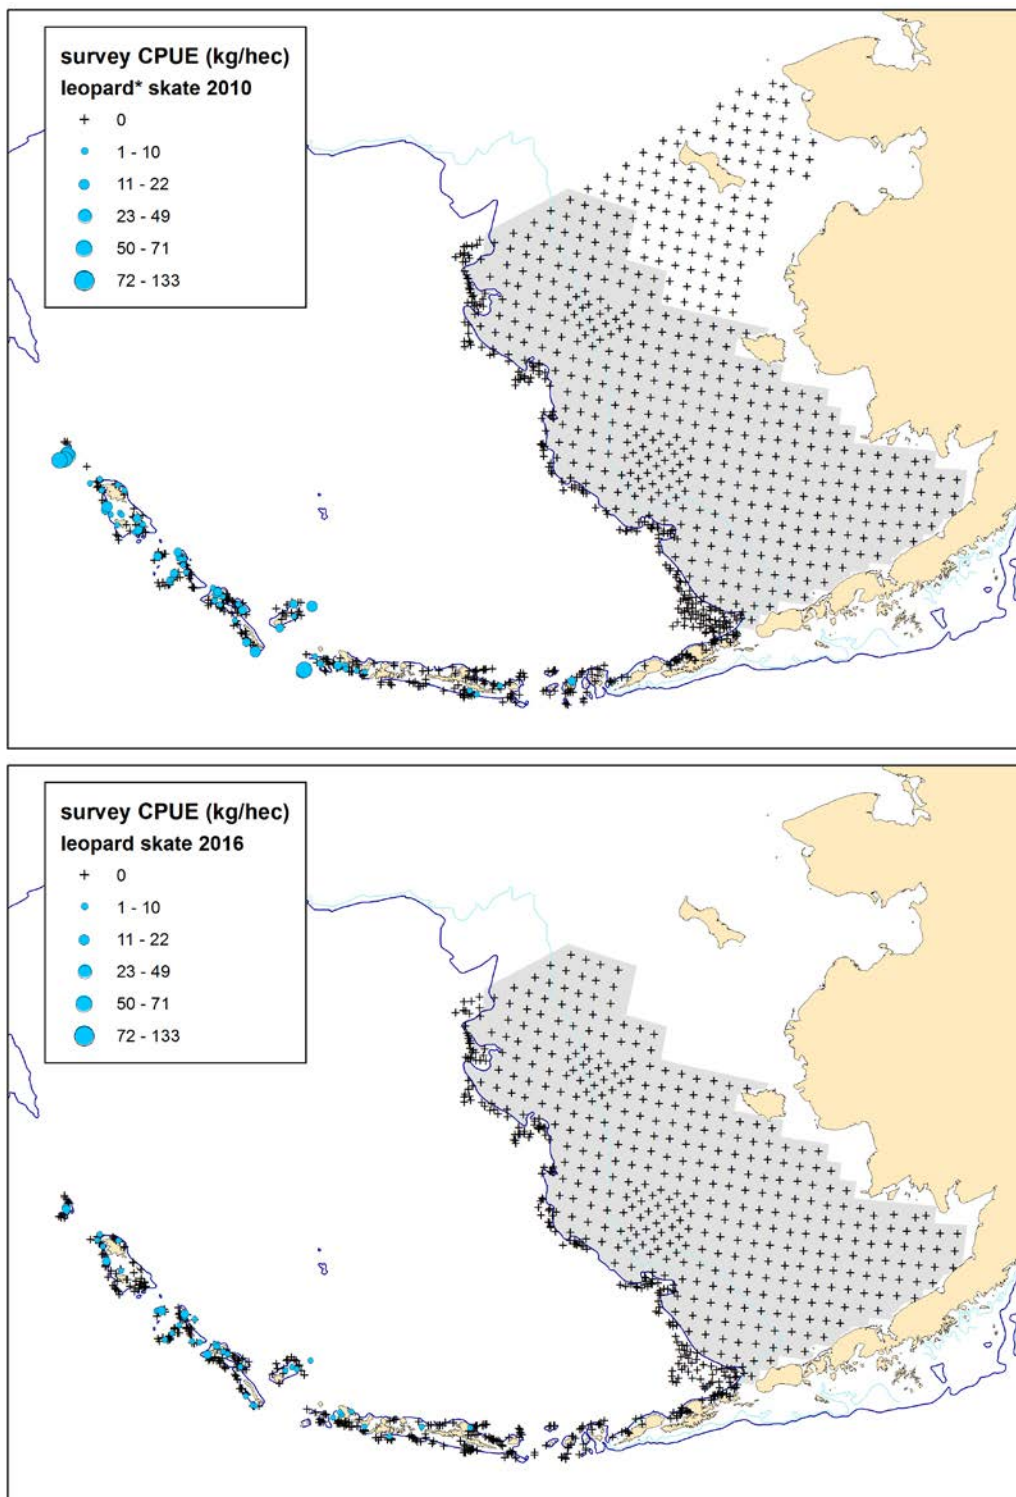 survey CPUE (kg/hec)
leopard* skate 2010
0
1 - 10
11 - 22
23 - 49
50 - 71
72 - 133
survey CPUE (kg/hec)
leopard skate 2016
0
1 - 10
11 - 22
23 - 49
50 - 71
72 - 133